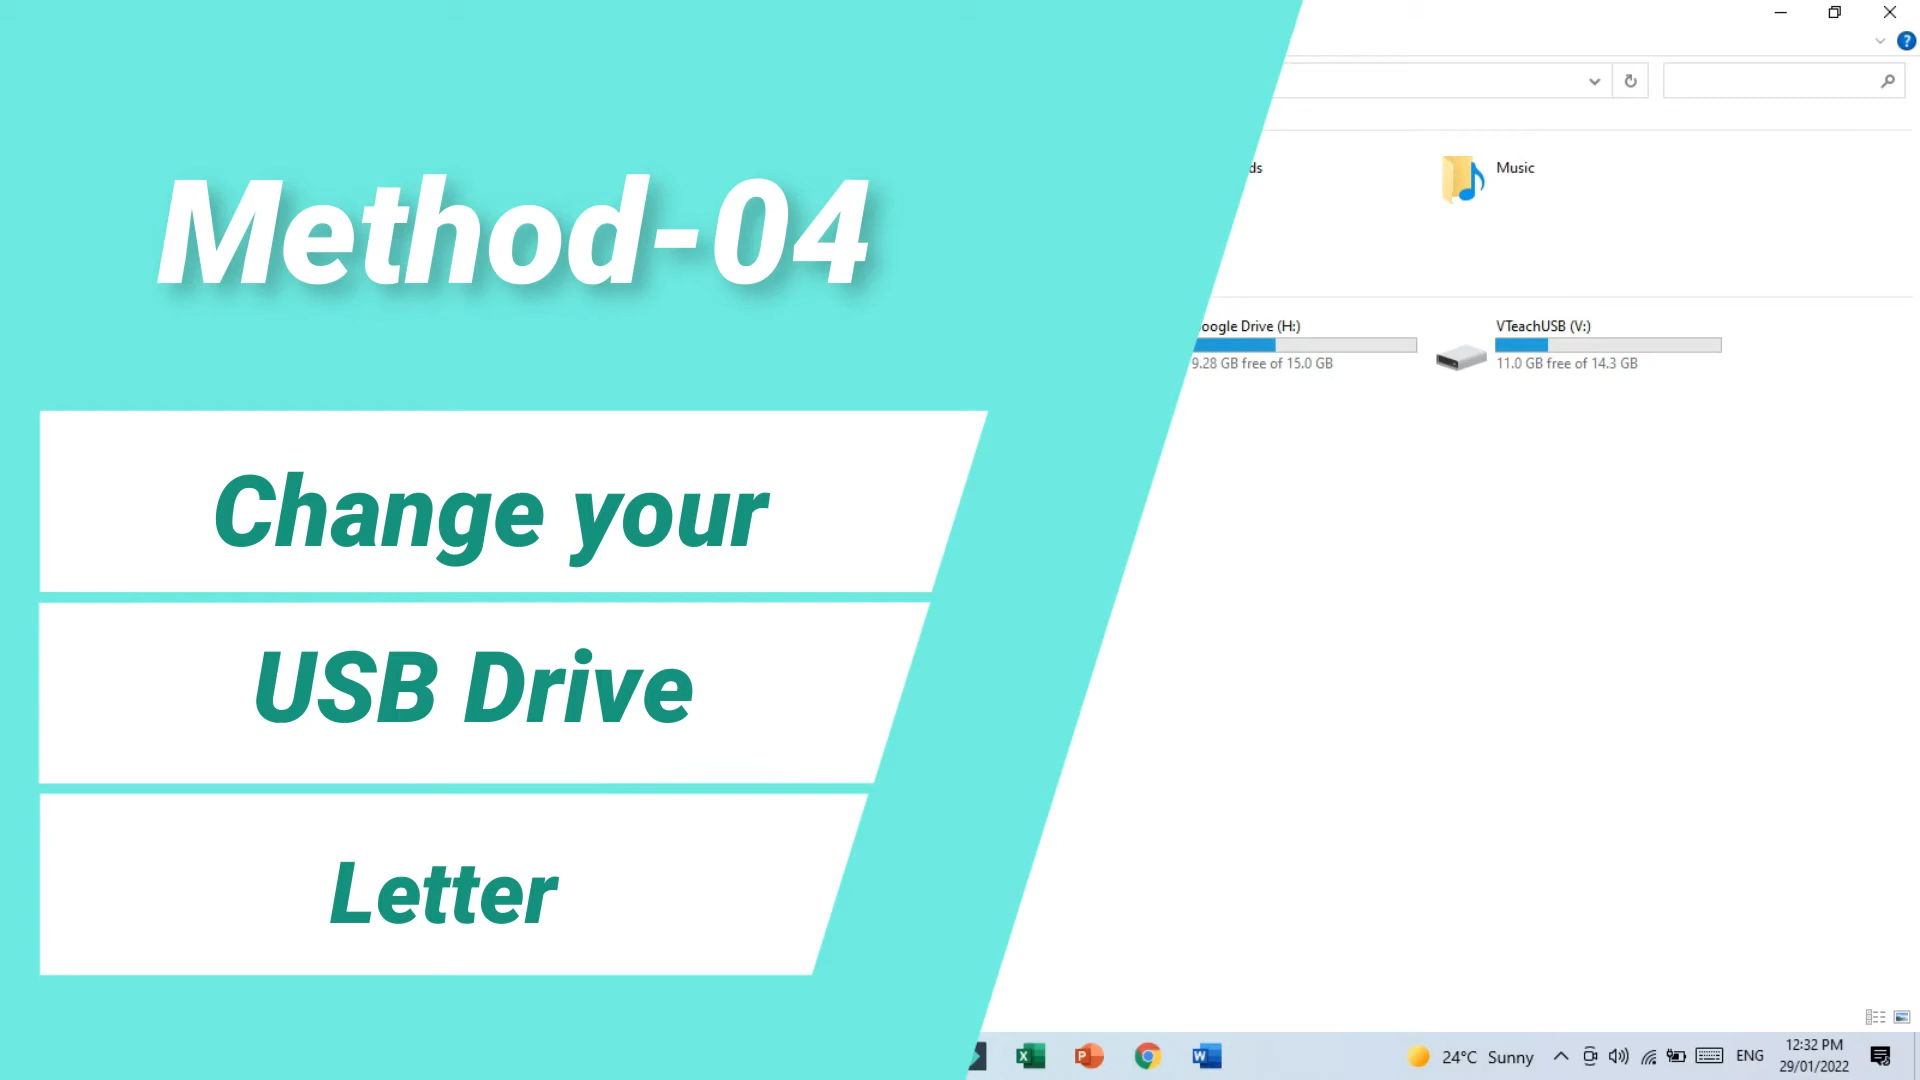 Method-04
Change your
USB Drive
Letter
ds
Music
oogle Drive (H:)
9.28 GB free of 15.0 GB
VTeachUSB (V:)
11.0 GB free of 14.3 GB
24°C Sunny
ENG
12:32 PM
29/01/2022